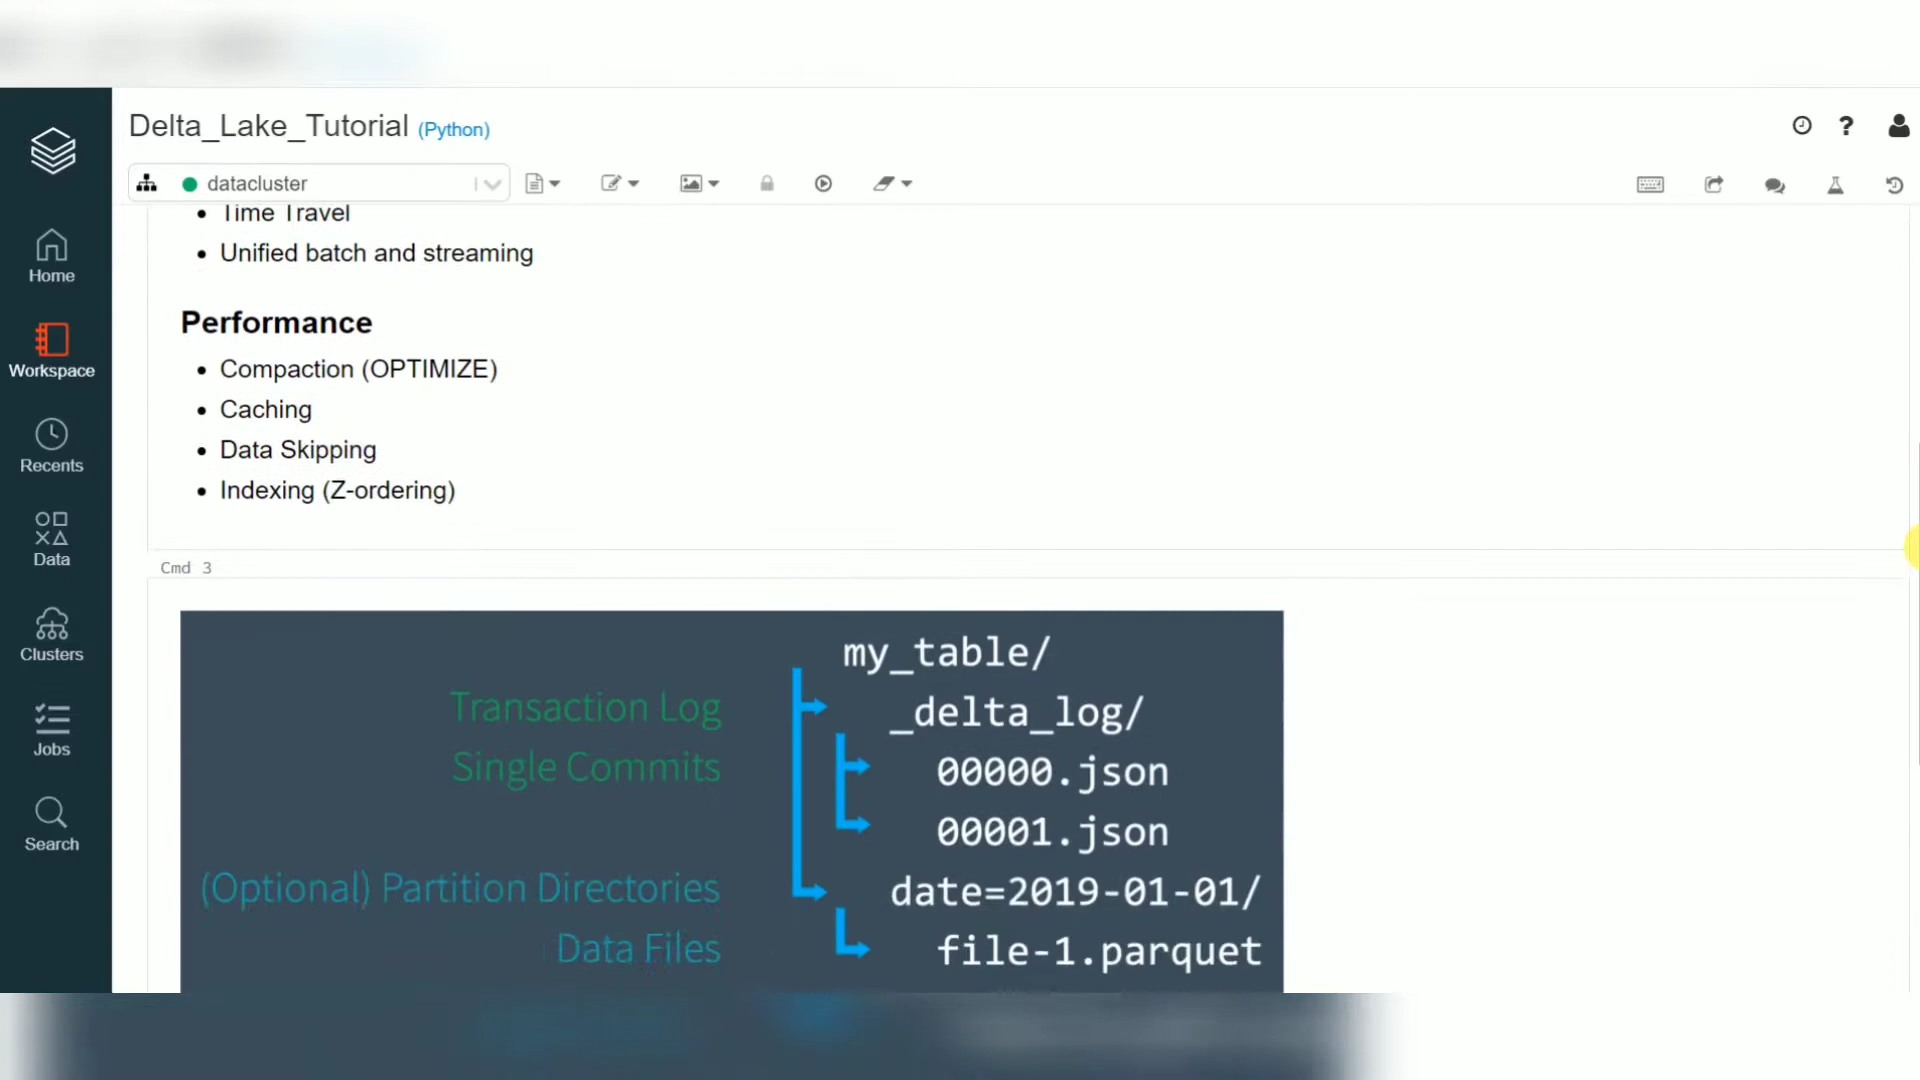 Delta_Lake_Tutorial (Python)
datacluster
Home
Workspace
Recents
Data
Clusters
Jobs
Search
Time Travel
Unified batch and streaming
Performance
Compaction (OPTIMIZE)
Caching
Data Skipping
Indexing (Z-ordering)
Cmd 3
my_table/
Transaction Log _delta_log/
Single Commits 00000.json
00001.json
(Optional) Partition Directories date=2019-01-01/
Data Files file-1.parquet